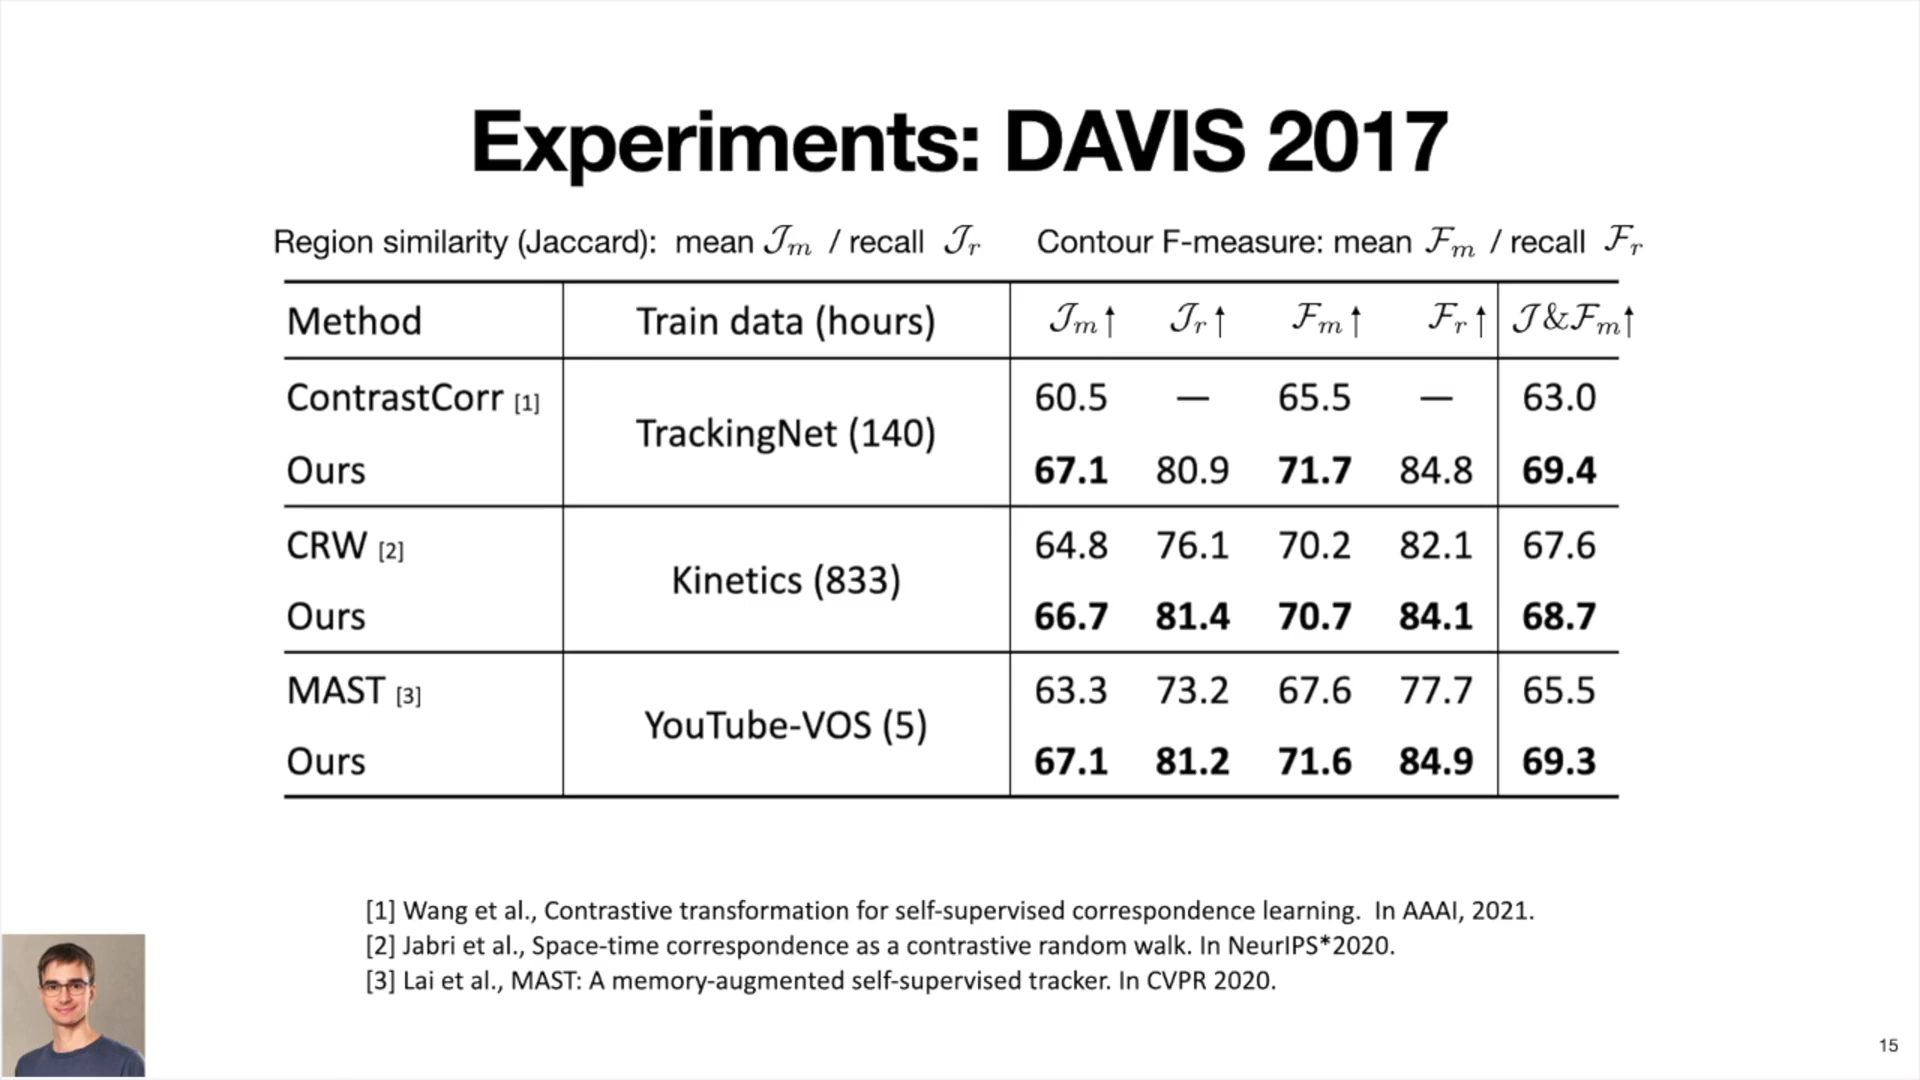 Experiments: DAVIS 2017
Region similarity (Jaccard): mean 𝒥m / recall 𝒥r Contour F-measure: mean ℱm / recall ℱr
Method Train data (hours) 𝒥m↑ 𝒥r↑ ℱm↑ ℱr↑ 𝒥&ℱm↑
ContrastCorr [1] 60.5 — 65.5 — 63.0
TrackingNet (140)
Ours 67.1 80.9 71.7 84.8 69.4
CRW [2] 64.8 76.1 70.2 82.1 67.6
Kinetics (833)
Ours 66.7 81.4 70.7 84.1 68.7
MAST [3] 63.3 73.2 67.6 77.7 65.5
YouTube-VOS (5)
Ours 67.1 81.2 71.6 84.9 69.3
[1] Wang et al., Contrastive transformation for self-supervised correspondence learning. In AAAI, 2021.
[2] Jabri et al., Space-time correspondence as a contrastive random walk. In NeurIPS*2020.
[3] Lai et al., MAST: A memory-augmented self-supervised tracker. In CVPR 2020.
15